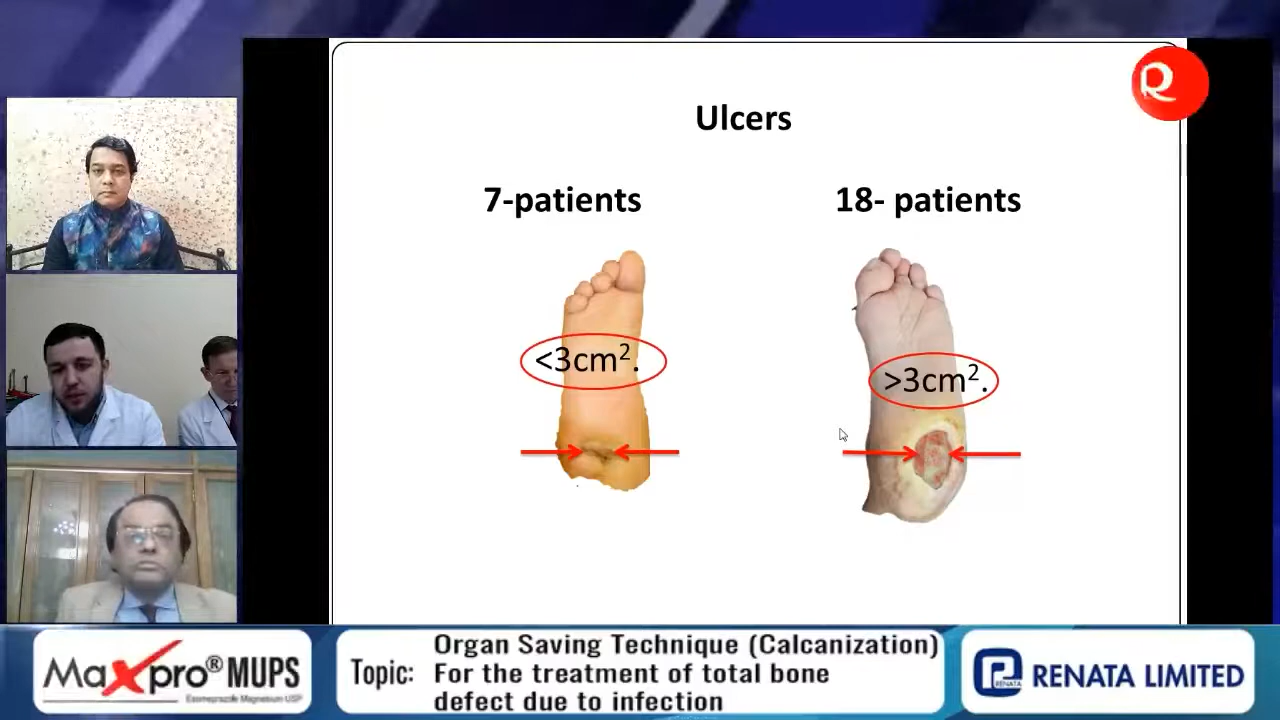 Ulcers
7-patients
18- patients
<3cm².
>3cm².
R
Maxpro® MUPS
Esomeprazole Magnesium USP
Topic:
Organ Saving Technique (Calcanization)
For the treatment of total bone
defect due to infection
RENATA
RENATA LIMITED